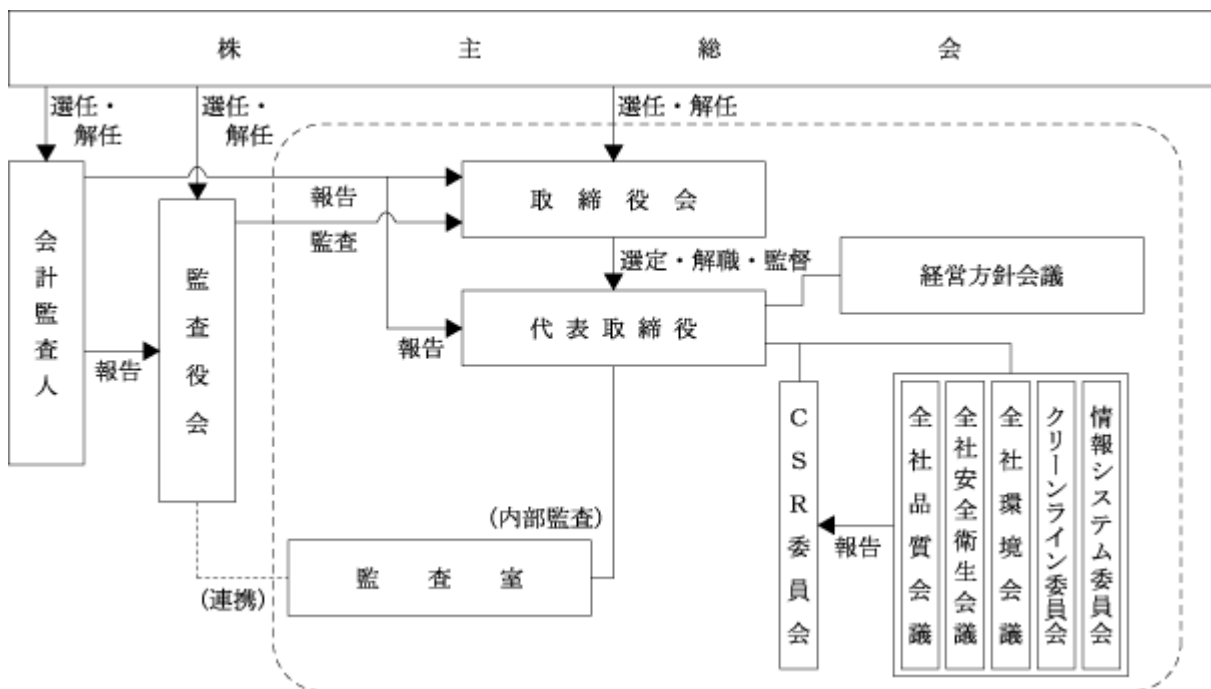 株主総会
選任・
解任
選任・
解任
選任・解任
会計監査人
監査役会
報告
監査
取締役会
選定・解職・監督
経営方針会議
代表取締役
報告
報告
CSR委員会
報告
全社品質会議
全社安全衛生会議
全社環境会議
クリーンライン委員会
情報システム委員会
(内部監査)
監査室
(連携)